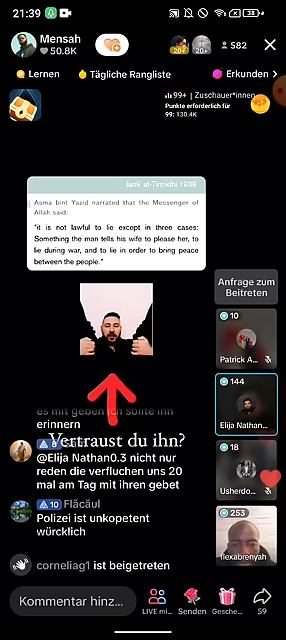 21:39
38
Mensah
50.8K
20+
20+
582
Lernen
Tägliche Rangliste
Erkunden
99+ | Zuschauer*innen
Punkte erforderlich für
99: 130.4K
Jami` at-Tirmidhi 1939
Asma bint Yazid narrated that the Messenger of
Allah said:
"it is not lawful to lie except in three cases:
Something the man tells his wife to please her, to
lie during war, and to lie in order to bring peace
between the people."
Anfrage zum
Beitreten
10
Patrick A...
144
Elija Nathan...
18
Usherdo...
253
flexabrenyah
es mit geben ich sollte ihn
erinnern
Vertraust du ihn?
@Elija Nathan0.3 nicht nur
reden die verfluchen uns 20
mal am Tag mit ihren gebet
10 Fläcäul
Polizei ist unkopetent
würcklich
corneliag1 ist beigetreten
Kommentar hinz...
LIVE mi...
Senden
Gesche...
59